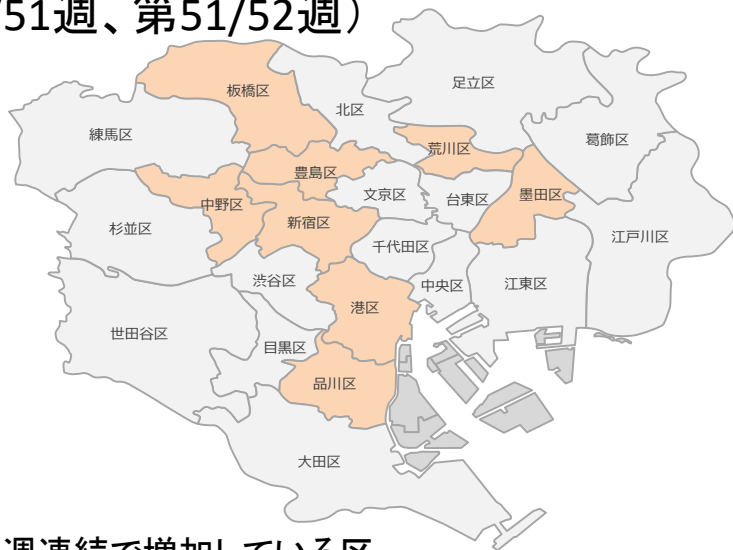 /51週、第51/52週）
足立区
板橋区
北区
練馬区
葛飾区
荒川区
豊島区
文京区
台東区
墨田区
中野区
新宿区
杉並区
千代田区
江戸川区
渋谷区
中央区
江東区
港区
世田谷区
目黒区
品川区
大田区
週連続で増加している区